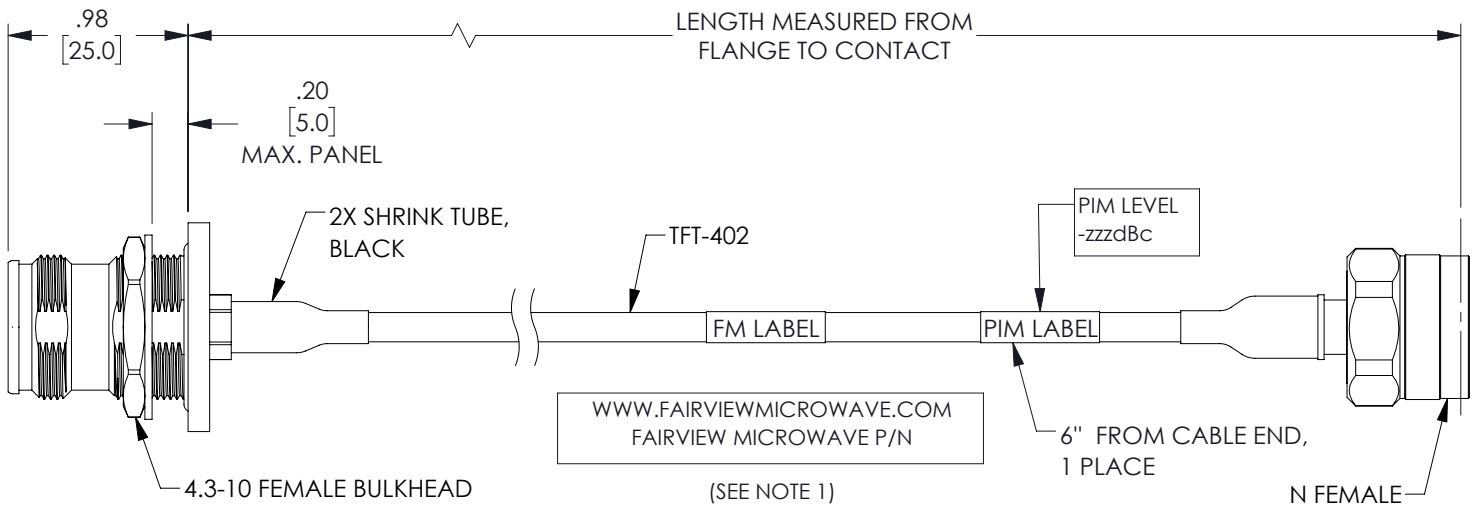 .98
[25.0]
LENGTH MEASURED FROM
FLANGE TO CONTACT
.20
[5.0]
MAX. PANEL
2X SHRINK TUBE,
BLACK
TFT-402
PIM LEVEL
-zzzdBc
FM LABEL
PIM LABEL
WWW.FAIRVIEWMICROWAVE.COM
FAIRVIEW MICROWAVE P/N
6" FROM CABLE END,
1 PLACE
4.3-10 FEMALE BULKHEAD
(SEE NOTE 1)
N FEMALE